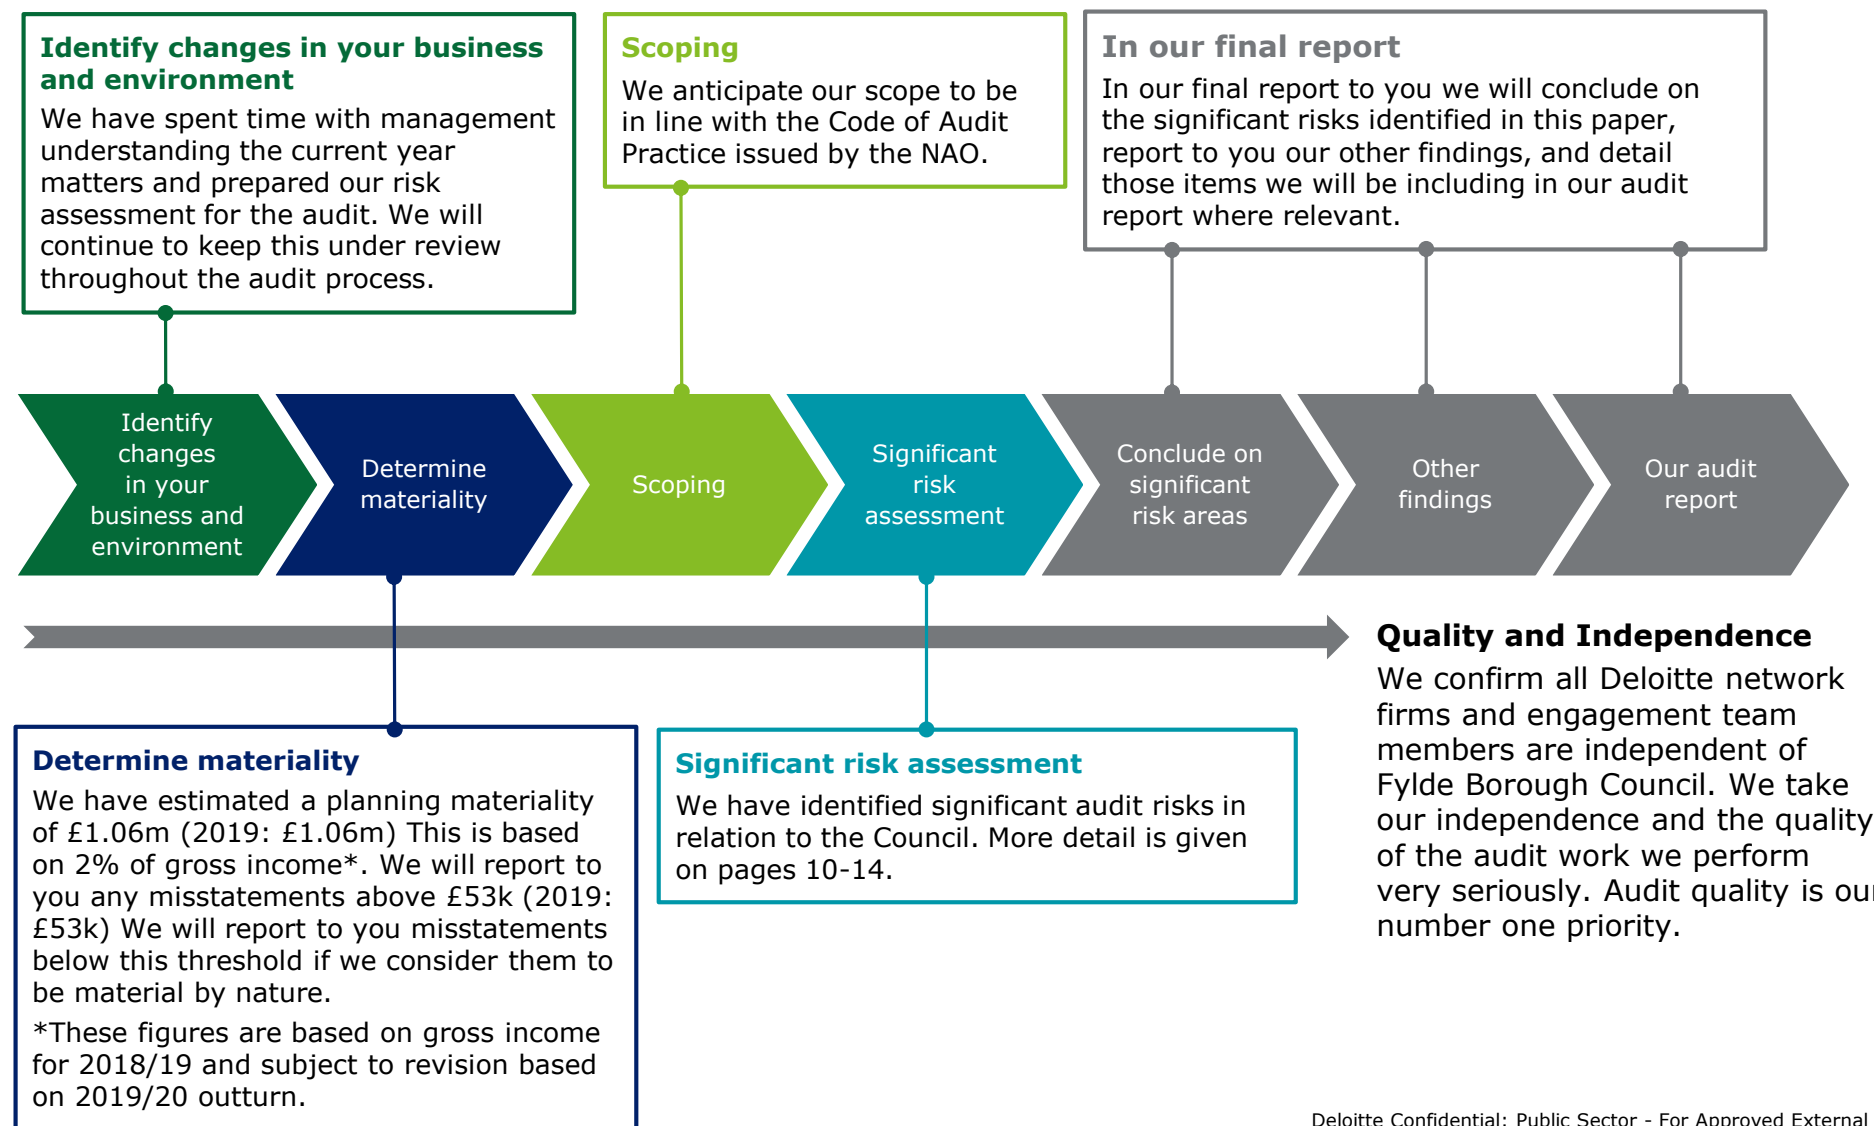 Identify changes in your business
and environment
We have spent time with management
understanding the current year
matters and prepared our risk
assessment for the audit. We will
continue to keep this under review
throughout the audit process.
Scoping
We anticipate our scope to be
in line with the Code of Audit
Practice issued by the NAO.
In our final report
In our final report to you we will conclude on
the significant risks identified in this paper,
report to you our other findings, and detail
those items we will be including in our audit
report where relevant.
Identify
changes
in your
business and
environment
Determine
materiality
Scoping
Significant
risk
assessment
Conclude on
significant
risk areas
Other
findings
Our audit
report
Determine materiality
We have estimated a planning materiality
of £1.06m (2019: £1.06m) This is based
on 2% of gross income*. We will report to
you any misstatements above £53k (2019:
£53k) We will report to you misstatements
below this threshold if we consider them to
be material by nature.
*These figures are based on gross income
for 2018/19 and subject to revision based
on 2019/20 outturn.
Significant risk assessment
We have identified significant audit risks in
relation to the Council. More detail is given
on pages 10-14.
Quality and Independence
We confirm all Deloitte network
firms and engagement team
members are independent of
Fylde Borough Council. We take
our independence and the quality
of the audit work we perform
very seriously. Audit quality is our
number one priority.
Deloitte Confidential: Public Sector - For Approved External